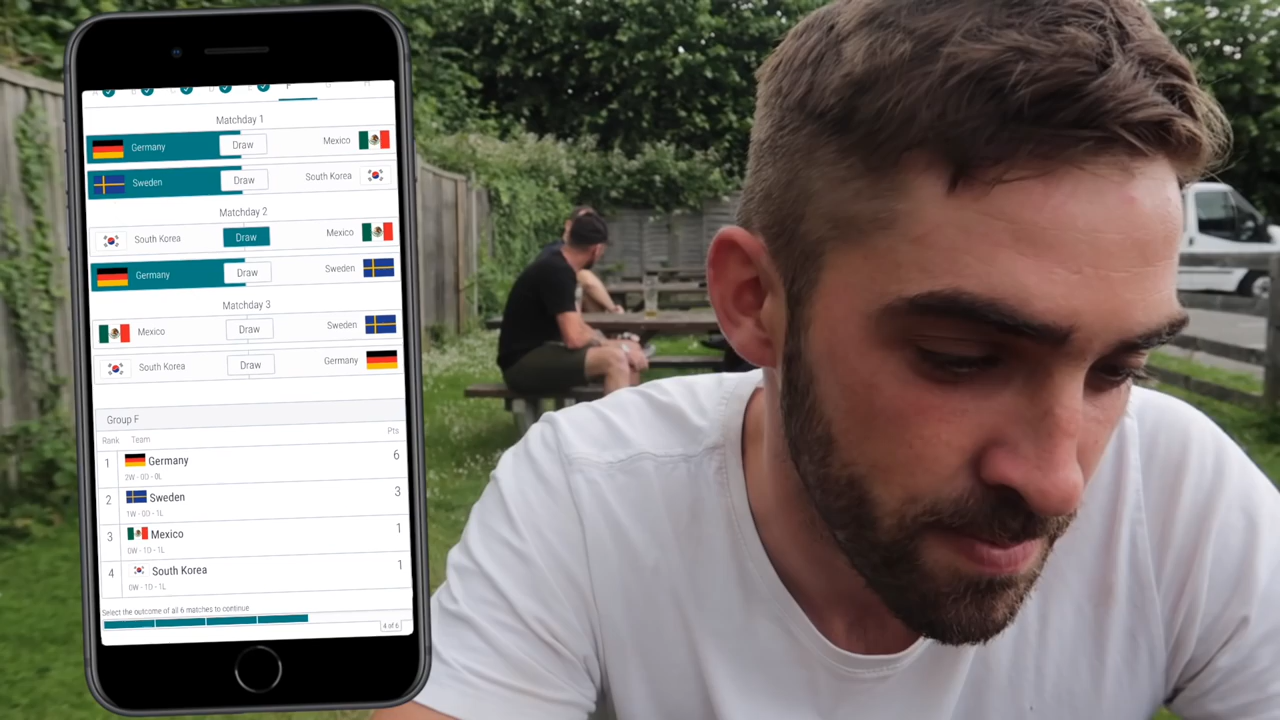 F
Matchday 1
Germany Draw Mexico
Sweden Draw South Korea
Matchday 2
South Korea Draw Mexico
Germany Draw Sweden
Matchday 3
Mexico Draw Sweden
South Korea Draw Germany
Group F
Rank Team Pts
1 Germany 6
2W - 0D - 0L
2 Sweden 3
1W - 0D - 1L
3 Mexico 1
0W - 1D - 1L
4 South Korea 1
0W - 1D - 1L
Select the outcome of all 6 matches to continue
4 of 6